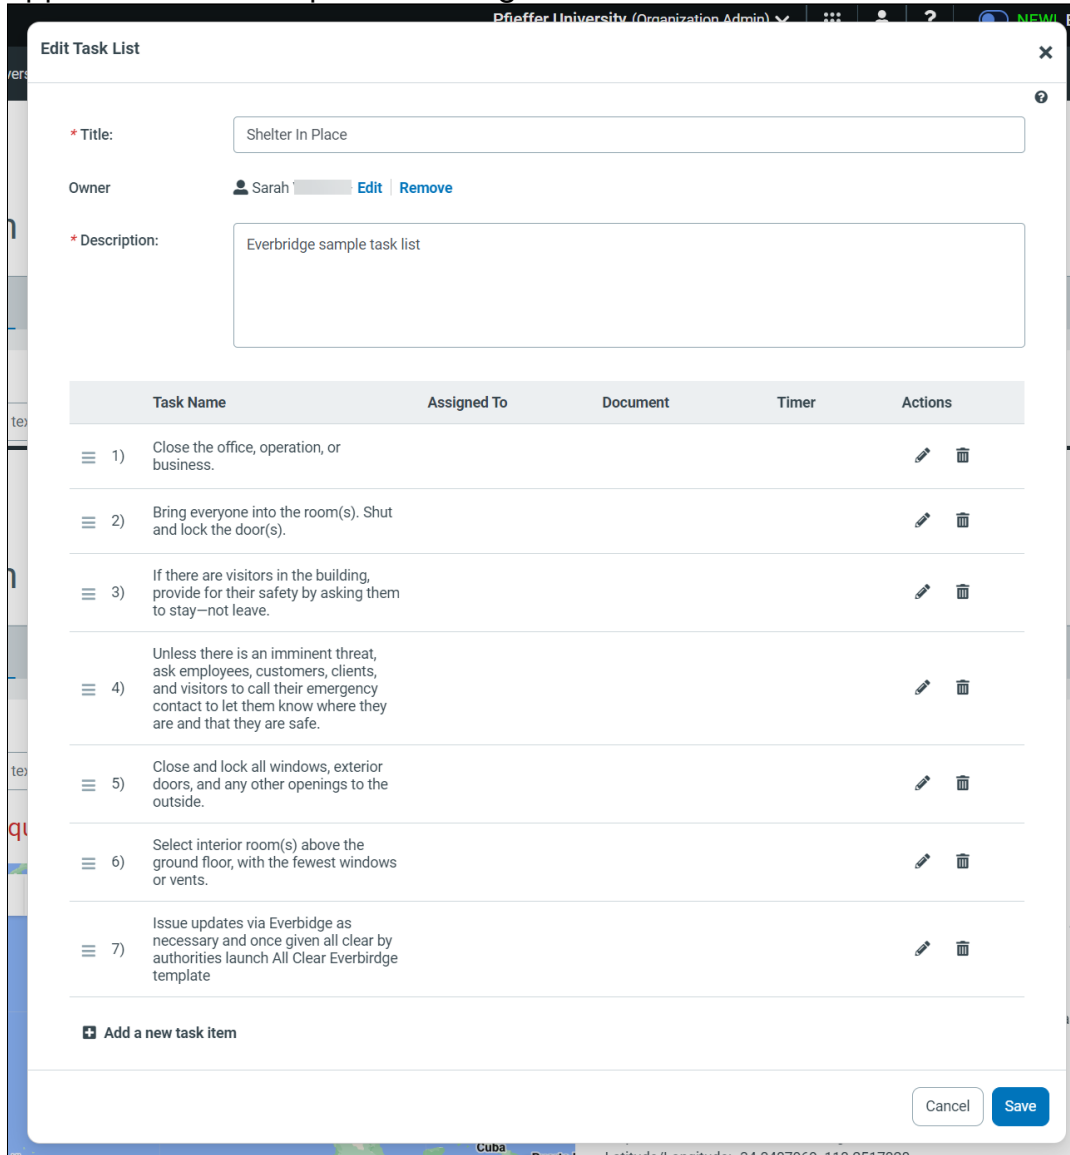 Pfieffer University (Organization Admin) ? NEW!
Edit Task List
* Title: Shelter In Place
Owner Sarah Edit Remove
* Description: Everbridge sample task list
Task Name Assigned To Document Timer Actions
1) Close the office, operation, or
business.
2) Bring everyone into the room(s). Shut
and lock the door(s).
3) If there are visitors in the building,
provide for their safety by asking them
to stay—not leave.
4) Unless there is an imminent threat,
ask employees, customers, clients,
and visitors to call their emergency
contact to let them know where they
are and that they are safe.
5) Close and lock all windows, exterior
doors, and any other openings to the
outside.
6) Select interior room(s) above the
ground floor, with the fewest windows
or vents.
7) Issue updates via Everbidge as
necessary and once given all clear by
authorities launch All Clear Everbirdge
template
Add a new task item
Cancel Save
Cuba